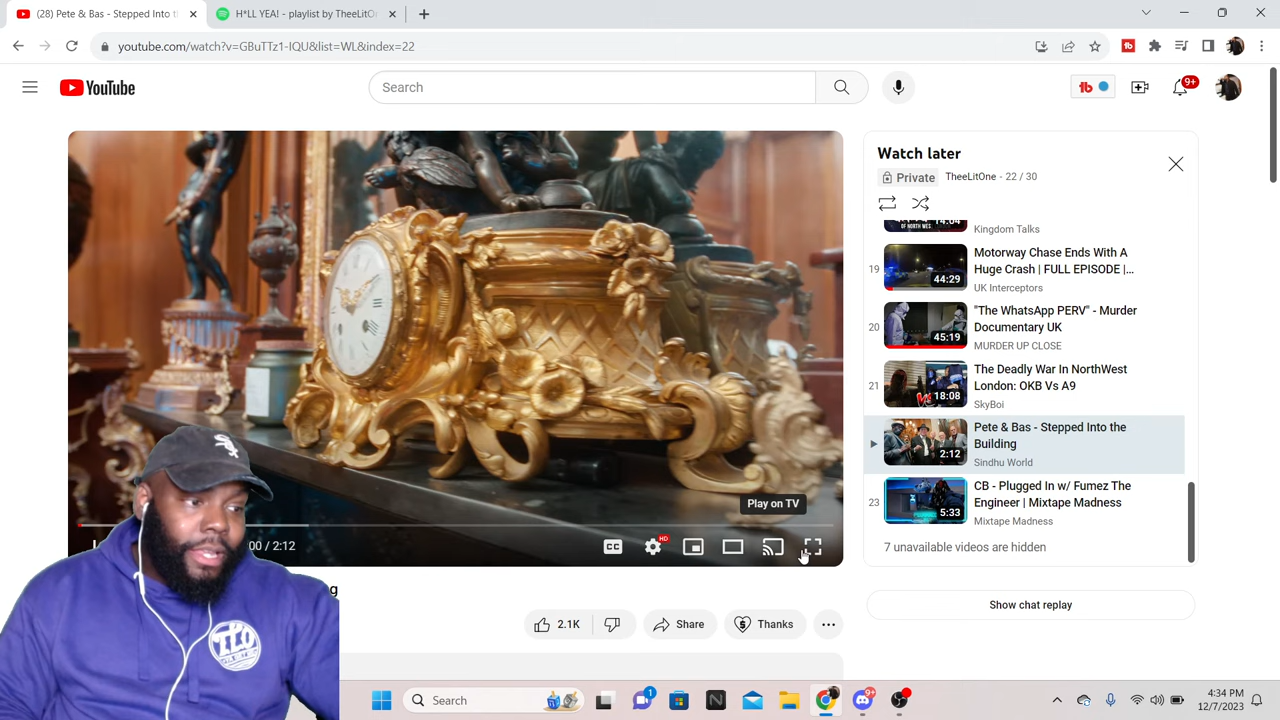 (28) Pete & Bas - Stepped Into t
H*LL YEA! - playlist by TheeLitO
youtube.com/watch?v=GBuTTz1-IQU&list=WL&index=22
YouTube
Search
tb
9+
Watch later
Private
TheeLitOne - 22 / 30
Kingdom Talks
19
44:29
Motorway Chase Ends With A
Huge Crash | FULL EPISODE |...
UK Interceptors
20
45:19
"The WhatsApp PERV" - Murder
Documentary UK
MURDER UP CLOSE
21
18:08
The Deadly War In NorthWest
London: OKB Vs A9
SkyBoi
2:12
Pete & Bas - Stepped Into the
Building
Sindhu World
23
5:33
CB - Plugged In w/ Fumez The
Engineer | Mixtape Madness
Mixtape Madness
7 unavailable videos are hidden
Show chat replay
Play on TV
00 / 2:12
CC
HD
g
2.1K
Share
Thanks
TLO
Search
1
9+
4:34 PM
12/7/2023